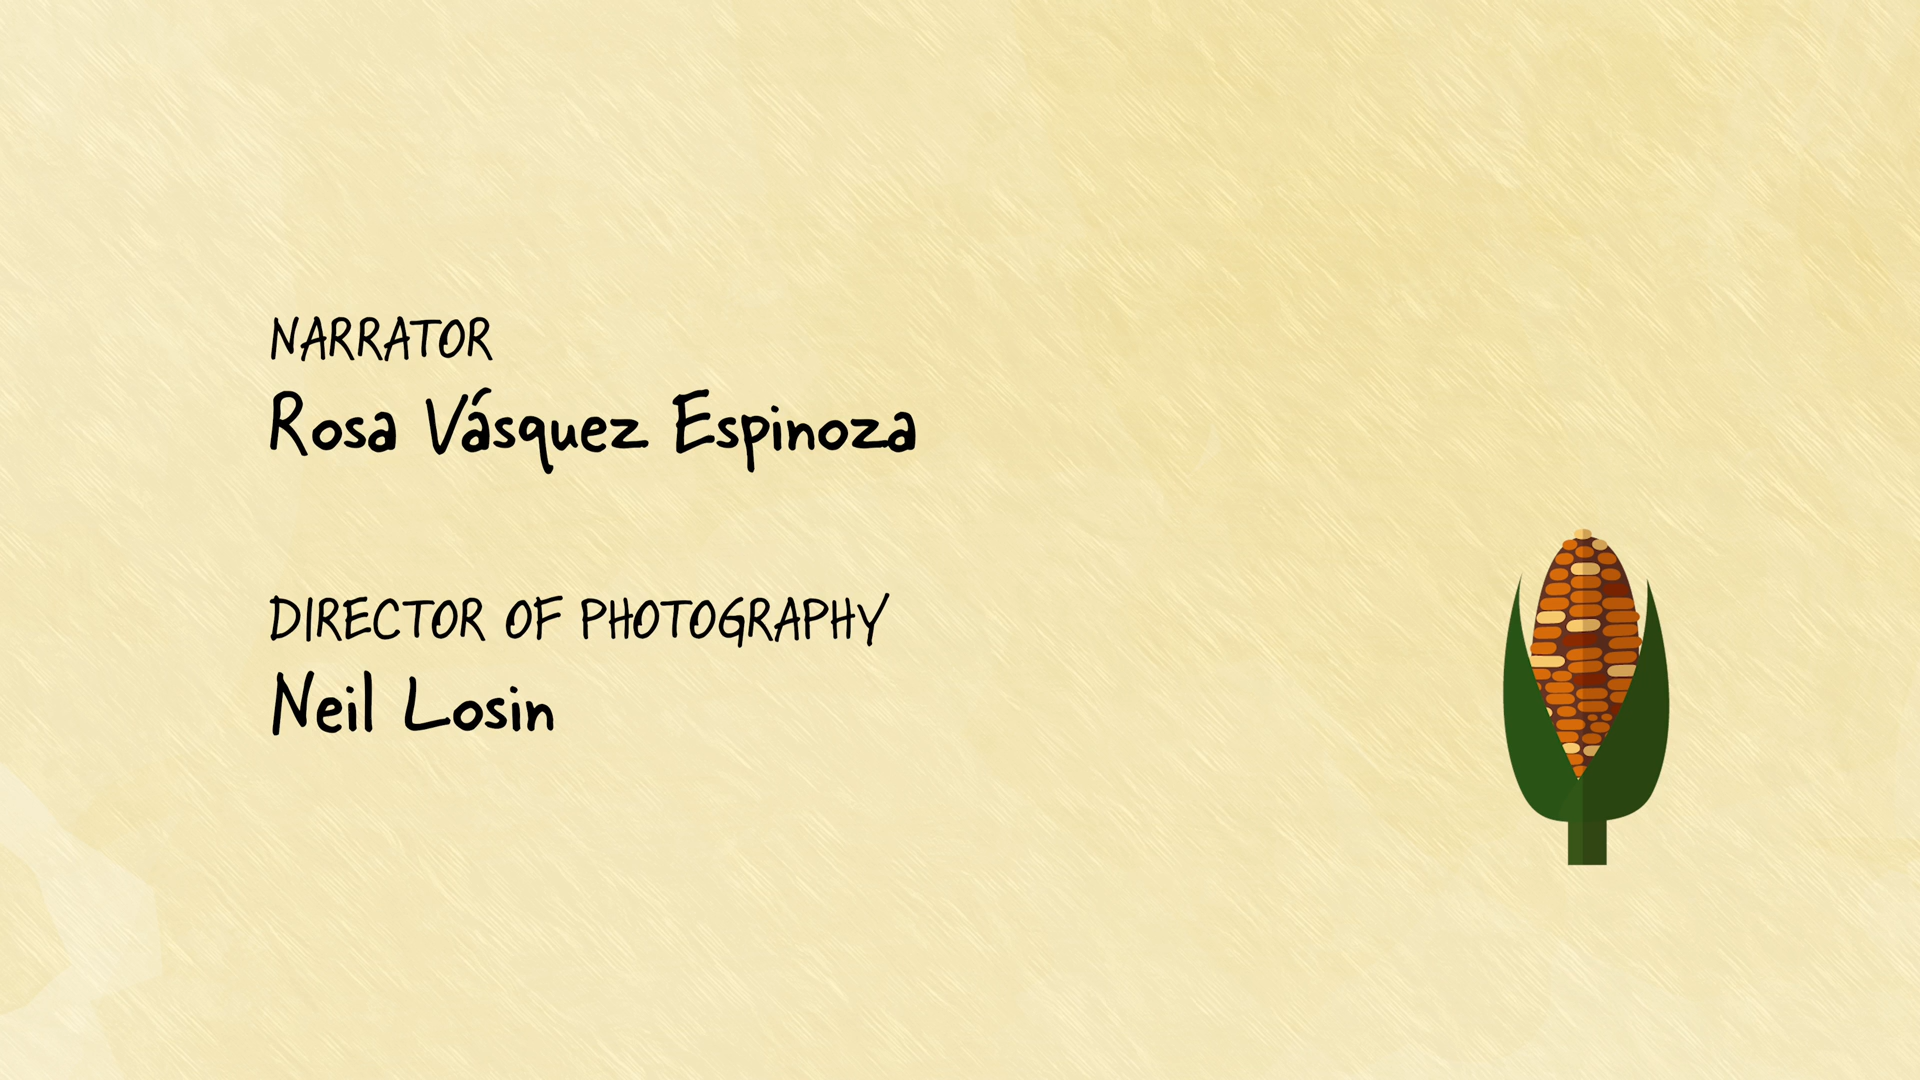 NARRATOR
Rosa Vásquez Espinoza
DIRECTOR OF PHOTOGRAPHY
Neil Losin